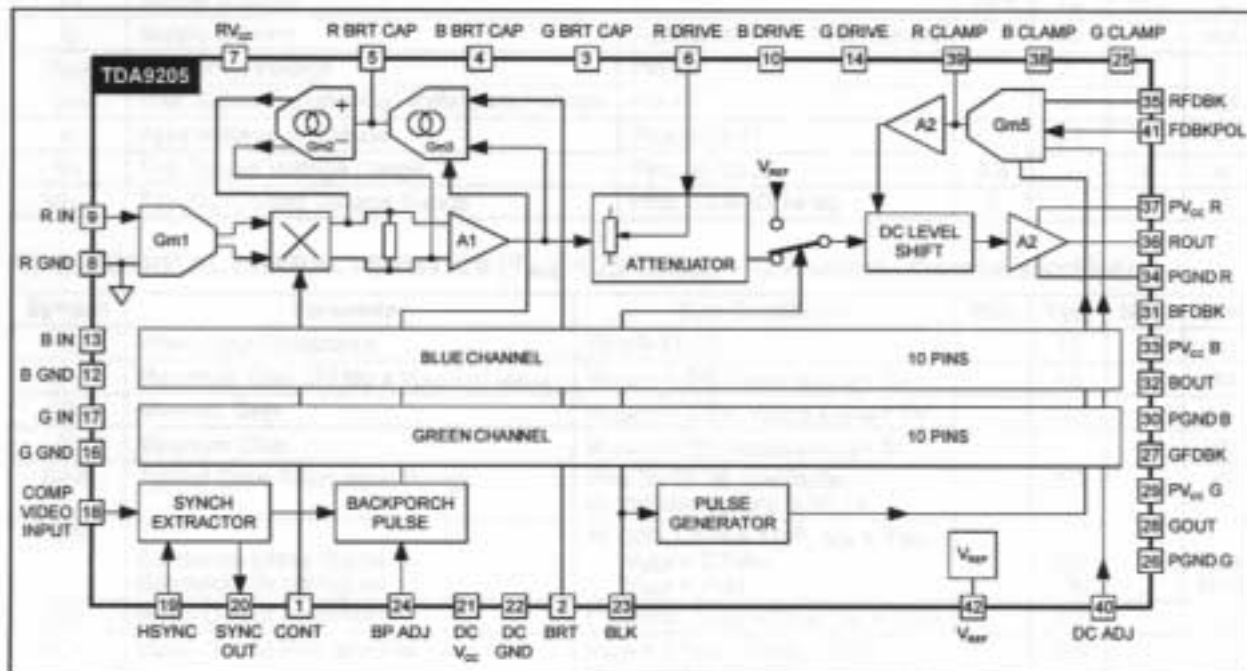 R BRT CAP B BRT CAP G BRT CAP R DRIVE B DRIVE G DRIVE R CLAMP B CLAMP G CLAMP
RVCC
7 5 4 3 6 10 14 39 38 25
TDA9205
Gm2 + −
Gm3
A2
Gm5
35 RFDBK
41 FDBKPOL
VREF
R IN 9
Gm1
A1
ATTENUATOR
DC LEVEL
SHIFT
A2
37 PVCC R
36 ROUT
R GND 8
34 PGND R
31 BFDBK
B IN 13
BLUE CHANNEL 10 PINS
33 PVCC B
B GND 12
32 BOUT
G IN 17
GREEN CHANNEL 10 PINS
30 PGND B
G GND 16
27 GFDBK
COMP
VIDEO
INPUT
18
SYNCH
EXTRACTOR
BACKPORCH
PULSE
PULSE
GENERATOR
29 PVCC G
28 GOUT
VREF
26 PGND G
19 20 1 24 21 22 2 23 42 40
HSYNC SYNC
OUT
CONT BP ADJ DC
VCC
DC
GND
BRT BLK VREF DC ADJ